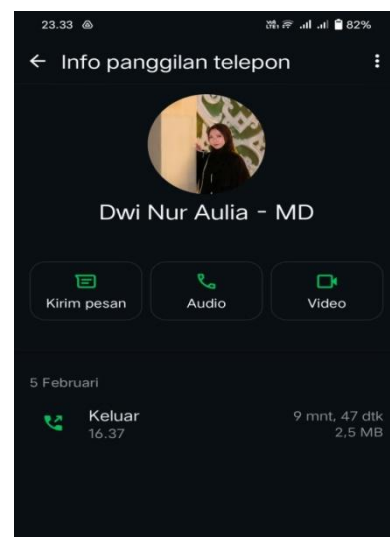 23.33 82%
Info panggilan telepon
Dwi Nur Aulia - MD
Kirim pesan Audio Video
5 Februari
Keluar 9 mnt, 47 dtk
16.37 2,5 MB